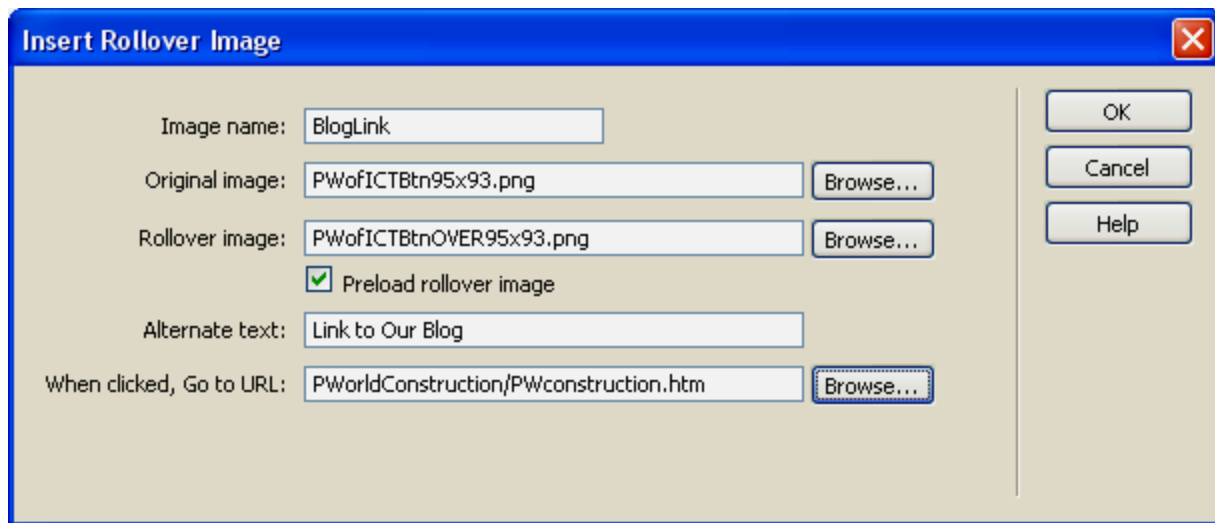 Insert Rollover Image
Image name: BlogLink
OK
Original image: PWofICTBtn95x93.png Browse...
Cancel
Rollover image: PWofICTBtnOVER95x93.png Browse...
Help
Preload rollover image
Alternate text: Link to Our Blog
When clicked, Go to URL: PWorldConstruction/PWconstruction.htm Browse...